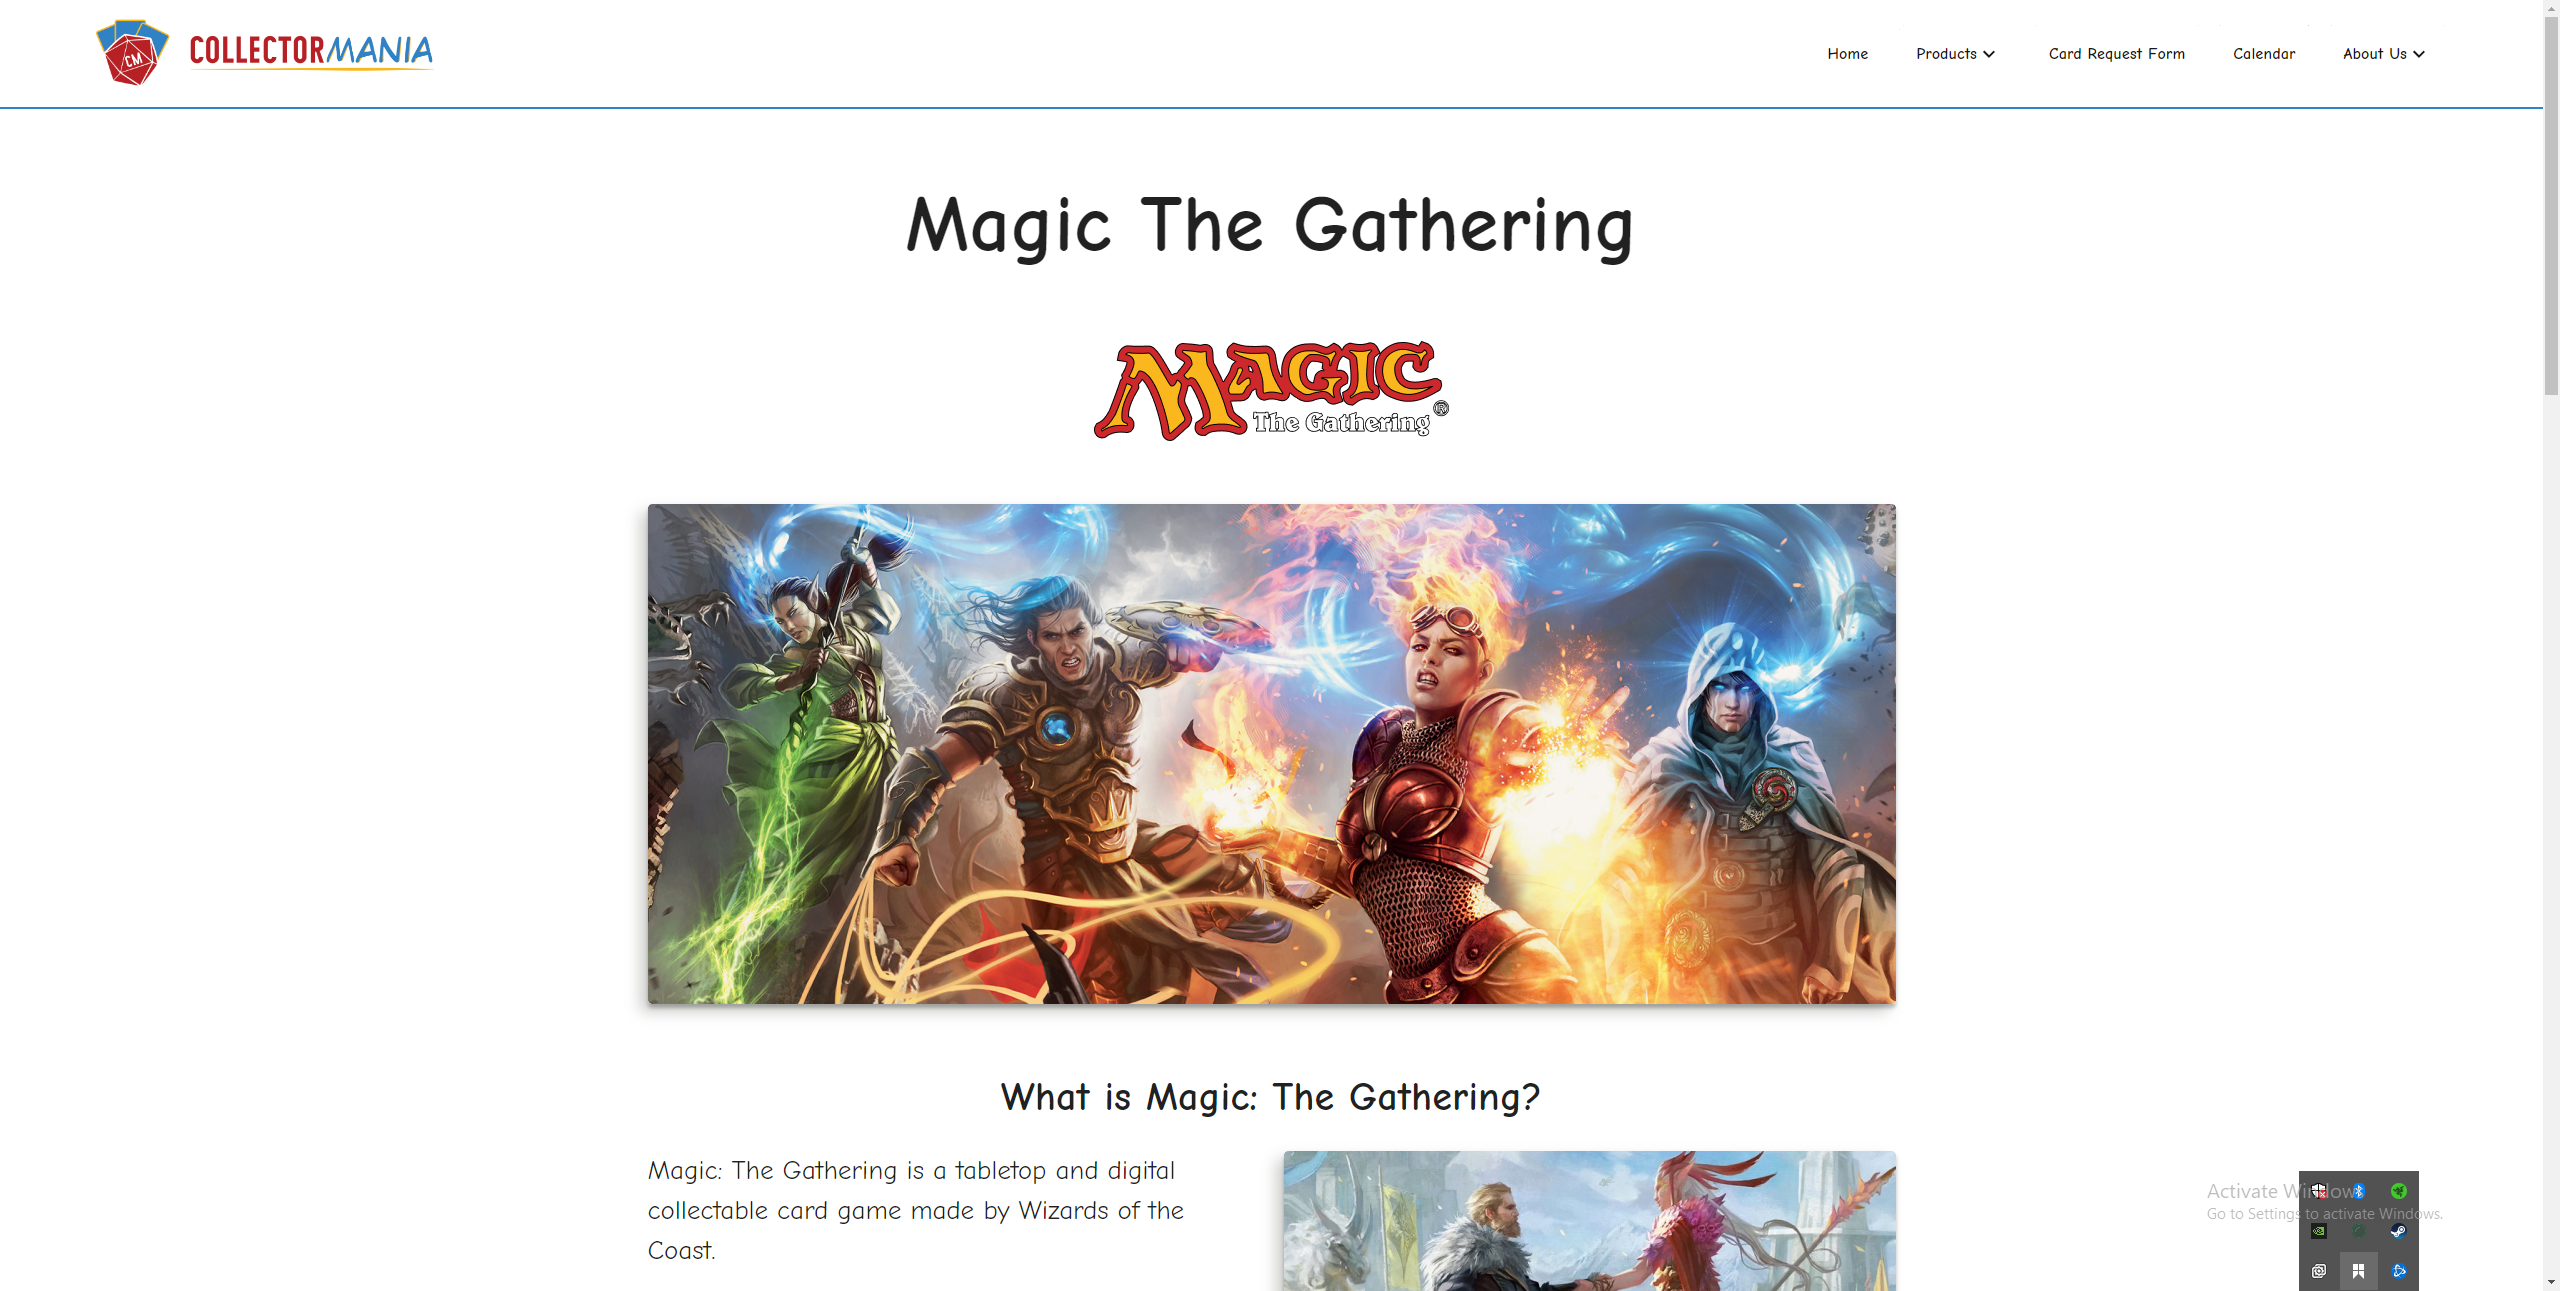 CM COLLECTORMANIA
Home Products Card Request Form Calendar About Us
Magic The Gathering
MAGIC
The Gathering®
What is Magic: The Gathering?
Magic: The Gathering is a tabletop and digital
collectable card game made by Wizards of the
Coast.
Activate Windows
Go to Settings to activate Windows.